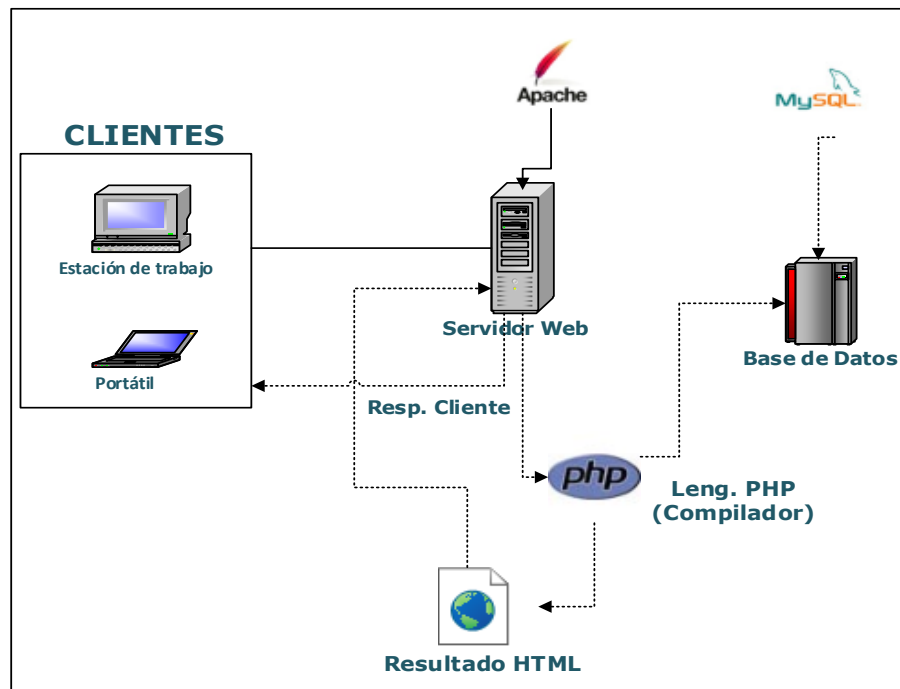 Apache
MySQL
CLIENTES
Estación de trabajo
Servidor Web
Base de Datos
Portátil
Resp. Cliente
php
Leng. PHP
(Compilador)
Resultado HTML